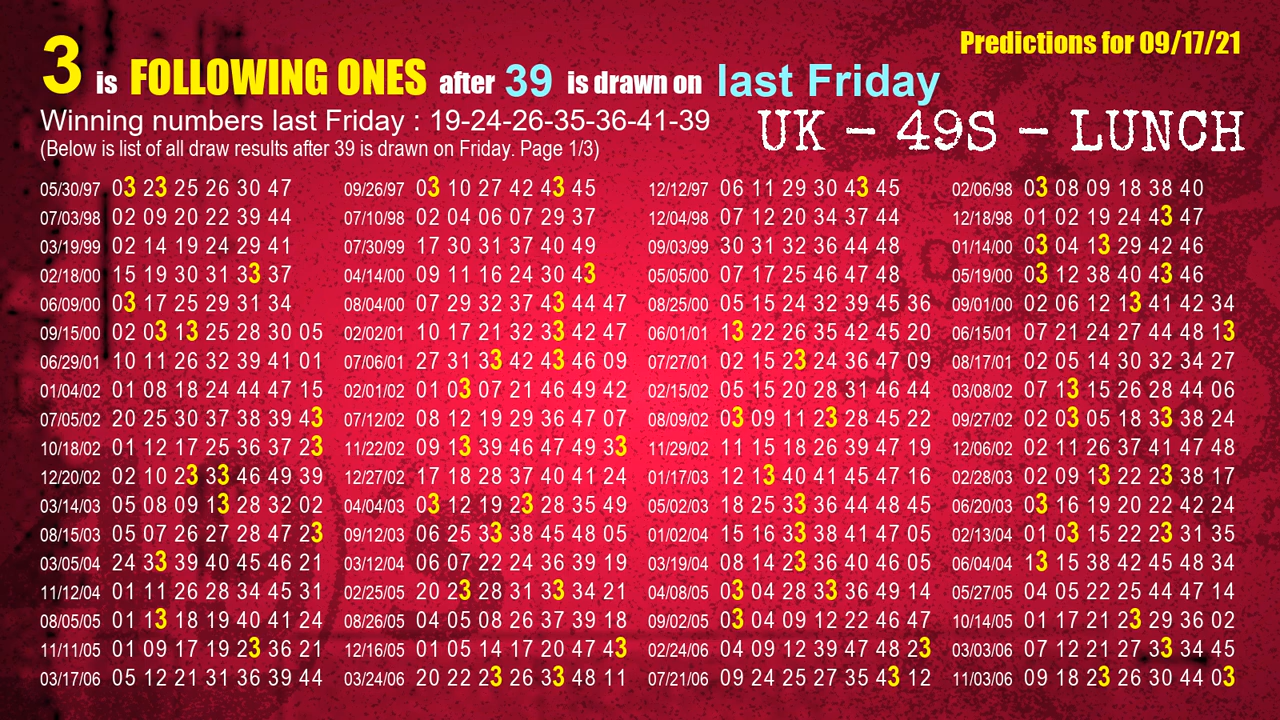 Predictions for 09/17/21
3 is FOLLOWING ONES after 39 is drawn on last Friday
Winning numbers last Friday : 19-24-26-35-36-41-39
UK - 49S - LUNCH
(Below is list of all draw results after 39 is drawn on Friday. Page 1/3)
05/30/97 03 23 25 26 30 47 09/26/97 03 10 27 42 43 45 12/12/97 06 11 29 30 43 45 02/06/98 03 08 09 18 38 40
07/03/98 02 09 20 22 39 44 07/10/98 02 04 06 07 29 37 12/04/98 07 12 20 34 37 44 12/18/98 01 02 19 24 43 47
03/19/99 02 14 19 24 29 41 07/30/99 17 30 31 37 40 49 09/03/99 30 31 32 36 44 48 01/14/00 03 04 13 29 42 46
02/18/00 15 19 30 31 33 37 04/14/00 09 11 16 24 30 43 05/05/00 07 17 25 46 47 48 05/19/00 03 12 38 40 43 46
06/09/00 03 17 25 29 31 34 08/04/00 07 29 32 37 43 44 47 08/25/00 05 15 24 32 39 45 36 09/01/00 02 06 12 13 41 42 34
09/15/00 02 03 13 25 28 30 05 02/02/01 10 17 21 32 33 42 47 06/01/01 13 22 26 35 42 45 20 06/15/01 07 21 24 27 44 48 13
06/29/01 10 11 26 32 39 41 01 07/06/01 27 31 33 42 43 46 09 07/27/01 02 15 23 24 36 47 09 08/17/01 02 05 14 30 32 34 27
01/04/02 01 08 18 24 44 47 15 02/01/02 01 03 07 21 46 49 42 02/15/02 05 15 20 28 31 46 44 03/08/02 07 13 15 26 28 44 06
07/05/02 20 25 30 37 38 39 43 07/12/02 08 12 19 29 36 47 07 08/09/02 03 09 11 23 28 45 22 09/27/02 02 03 05 18 33 38 24
10/18/02 01 12 17 25 36 37 23 11/22/02 09 13 39 46 47 49 33 11/29/02 11 15 18 26 39 47 19 12/06/02 02 11 26 37 41 47 48
12/20/02 02 10 23 33 46 49 39 12/27/02 17 18 28 37 40 41 24 01/17/03 12 13 40 41 45 47 16 02/28/03 02 09 13 22 23 38 17
03/14/03 05 08 09 13 28 32 02 04/04/03 03 12 19 23 28 35 49 05/02/03 18 25 33 36 44 48 45 06/20/03 03 16 19 20 22 42 24
08/15/03 05 07 26 27 28 47 23 09/12/03 06 25 33 38 45 48 05 01/02/04 15 16 33 38 41 47 05 02/13/04 01 03 15 22 23 31 35
03/05/04 24 33 39 40 45 46 21 03/12/04 06 07 22 24 36 39 19 03/19/04 08 14 23 36 40 46 05 06/04/04 13 15 38 42 45 48 34
11/12/04 01 11 26 28 34 45 31 02/25/05 20 23 28 31 33 34 21 04/08/05 03 04 28 33 36 49 14 05/27/05 04 05 22 25 44 47 14
08/05/05 01 13 18 19 40 41 24 08/26/05 04 05 08 26 37 39 18 09/02/05 03 04 09 12 22 46 47 10/14/05 01 17 21 23 29 36 02
11/11/05 01 09 17 19 23 36 21 12/16/05 01 05 14 17 20 47 43 02/24/06 04 09 12 39 47 48 23 03/03/06 07 12 21 27 33 34 45
03/17/06 05 12 21 31 36 39 44 03/24/06 20 22 23 26 33 48 11 07/21/06 09 24 25 27 35 43 12 11/03/06 09 18 23 26 30 44 03